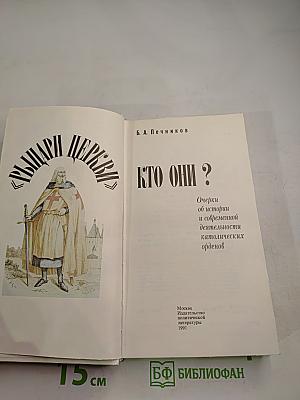 «РЫЦАРИ ЦЕРКВИ»
Б. А. Печников
КТО ОНИ ?
Очерки
об истории
и современной
деятельности
католических
орденов
Москва
Издательство
политической
литературы
1991
15 см
БФ БИБЛИОФАН